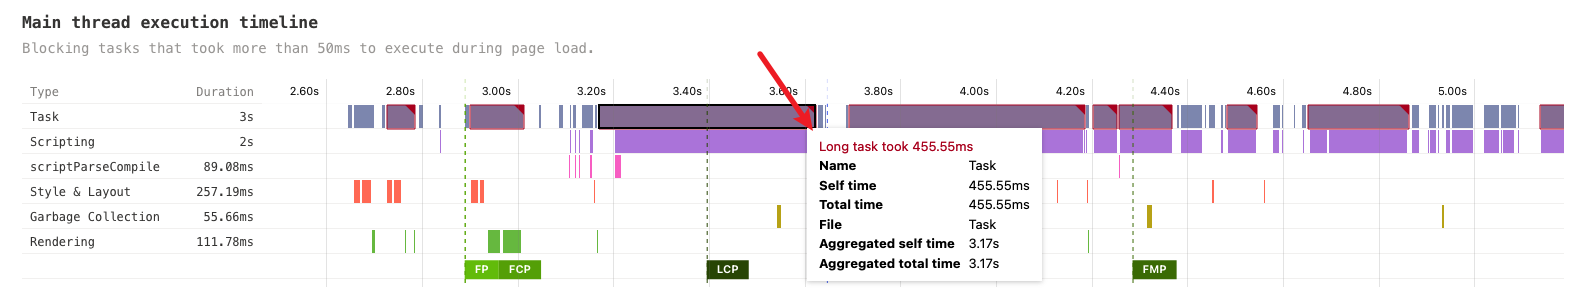 Main thread execution timeline
Blocking tasks that took more than 50ms to execute during page load.
Type Duration 2.60s 2.80s 3.00s 3.20s 3.40s 3.60s 3.80s 4.00s 4.20s 4.40s 4.60s 4.80s 5.00s
Task 3s
Scripting 2s
scriptParseCompile 89.08ms
Style & Layout 257.19ms
Garbage Collection 55.66ms
Rendering 111.78ms
Long task took 455.55ms
Name Task
Self time 455.55ms
Total time 455.55ms
File Task
Aggregated self time 3.17s
Aggregated total time 3.17s
FP FCP LCP FMP